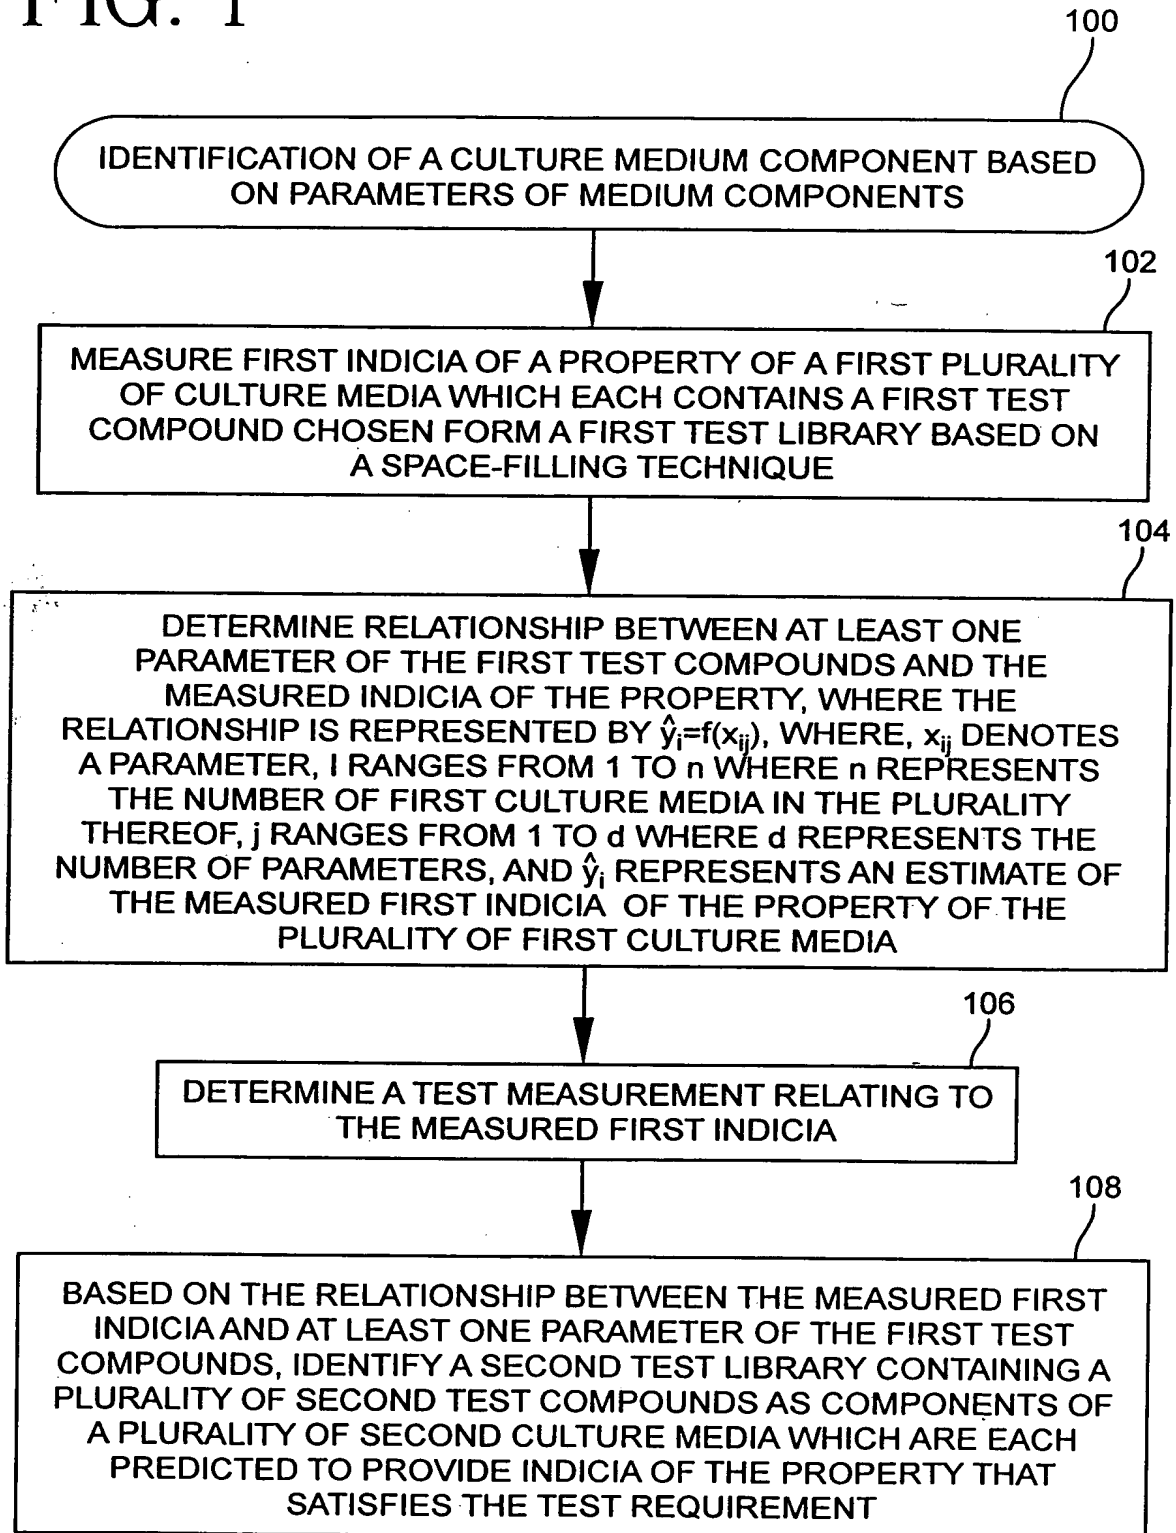 FIG. 1
100
IDENTIFICATION OF A CULTURE MEDIUM COMPONENT BASED
ON PARAMETERS OF MEDIUM COMPONENTS
102
MEASURE FIRST INDICIA OF A PROPERTY OF A FIRST PLURALITY
OF CULTURE MEDIA WHICH EACH CONTAINS A FIRST TEST
COMPOUND CHOSEN FORM A FIRST TEST LIBRARY BASED ON
A SPACE-FILLING TECHNIQUE
104
DETERMINE RELATIONSHIP BETWEEN AT LEAST ONE
PARAMETER OF THE FIRST TEST COMPOUNDS AND THE
MEASURED INDICIA OF THE PROPERTY, WHERE THE
RELATIONSHIP IS REPRESENTED BY ŷᵢ=f(xᵢⱼ), WHERE, xᵢⱼ DENOTES
A PARAMETER, I RANGES FROM 1 TO n WHERE n REPRESENTS
THE NUMBER OF FIRST CULTURE MEDIA IN THE PLURALITY
THEREOF, j RANGES FROM 1 TO d WHERE d REPRESENTS THE
NUMBER OF PARAMETERS, AND ŷᵢ REPRESENTS AN ESTIMATE OF
THE MEASURED FIRST INDICIA OF THE PROPERTY OF THE
PLURALITY OF FIRST CULTURE MEDIA
106
DETERMINE A TEST MEASUREMENT RELATING TO
THE MEASURED FIRST INDICIA
108
BASED ON THE RELATIONSHIP BETWEEN THE MEASURED FIRST
INDICIA AND AT LEAST ONE PARAMETER OF THE FIRST TEST
COMPOUNDS, IDENTIFY A SECOND TEST LIBRARY CONTAINING A
PLURALITY OF SECOND TEST COMPOUNDS AS COMPONENTS OF
A PLURALITY OF SECOND CULTURE MEDIA WHICH ARE EACH
PREDICTED TO PROVIDE INDICIA OF THE PROPERTY THAT
SATISFIES THE TEST REQUIREMENT